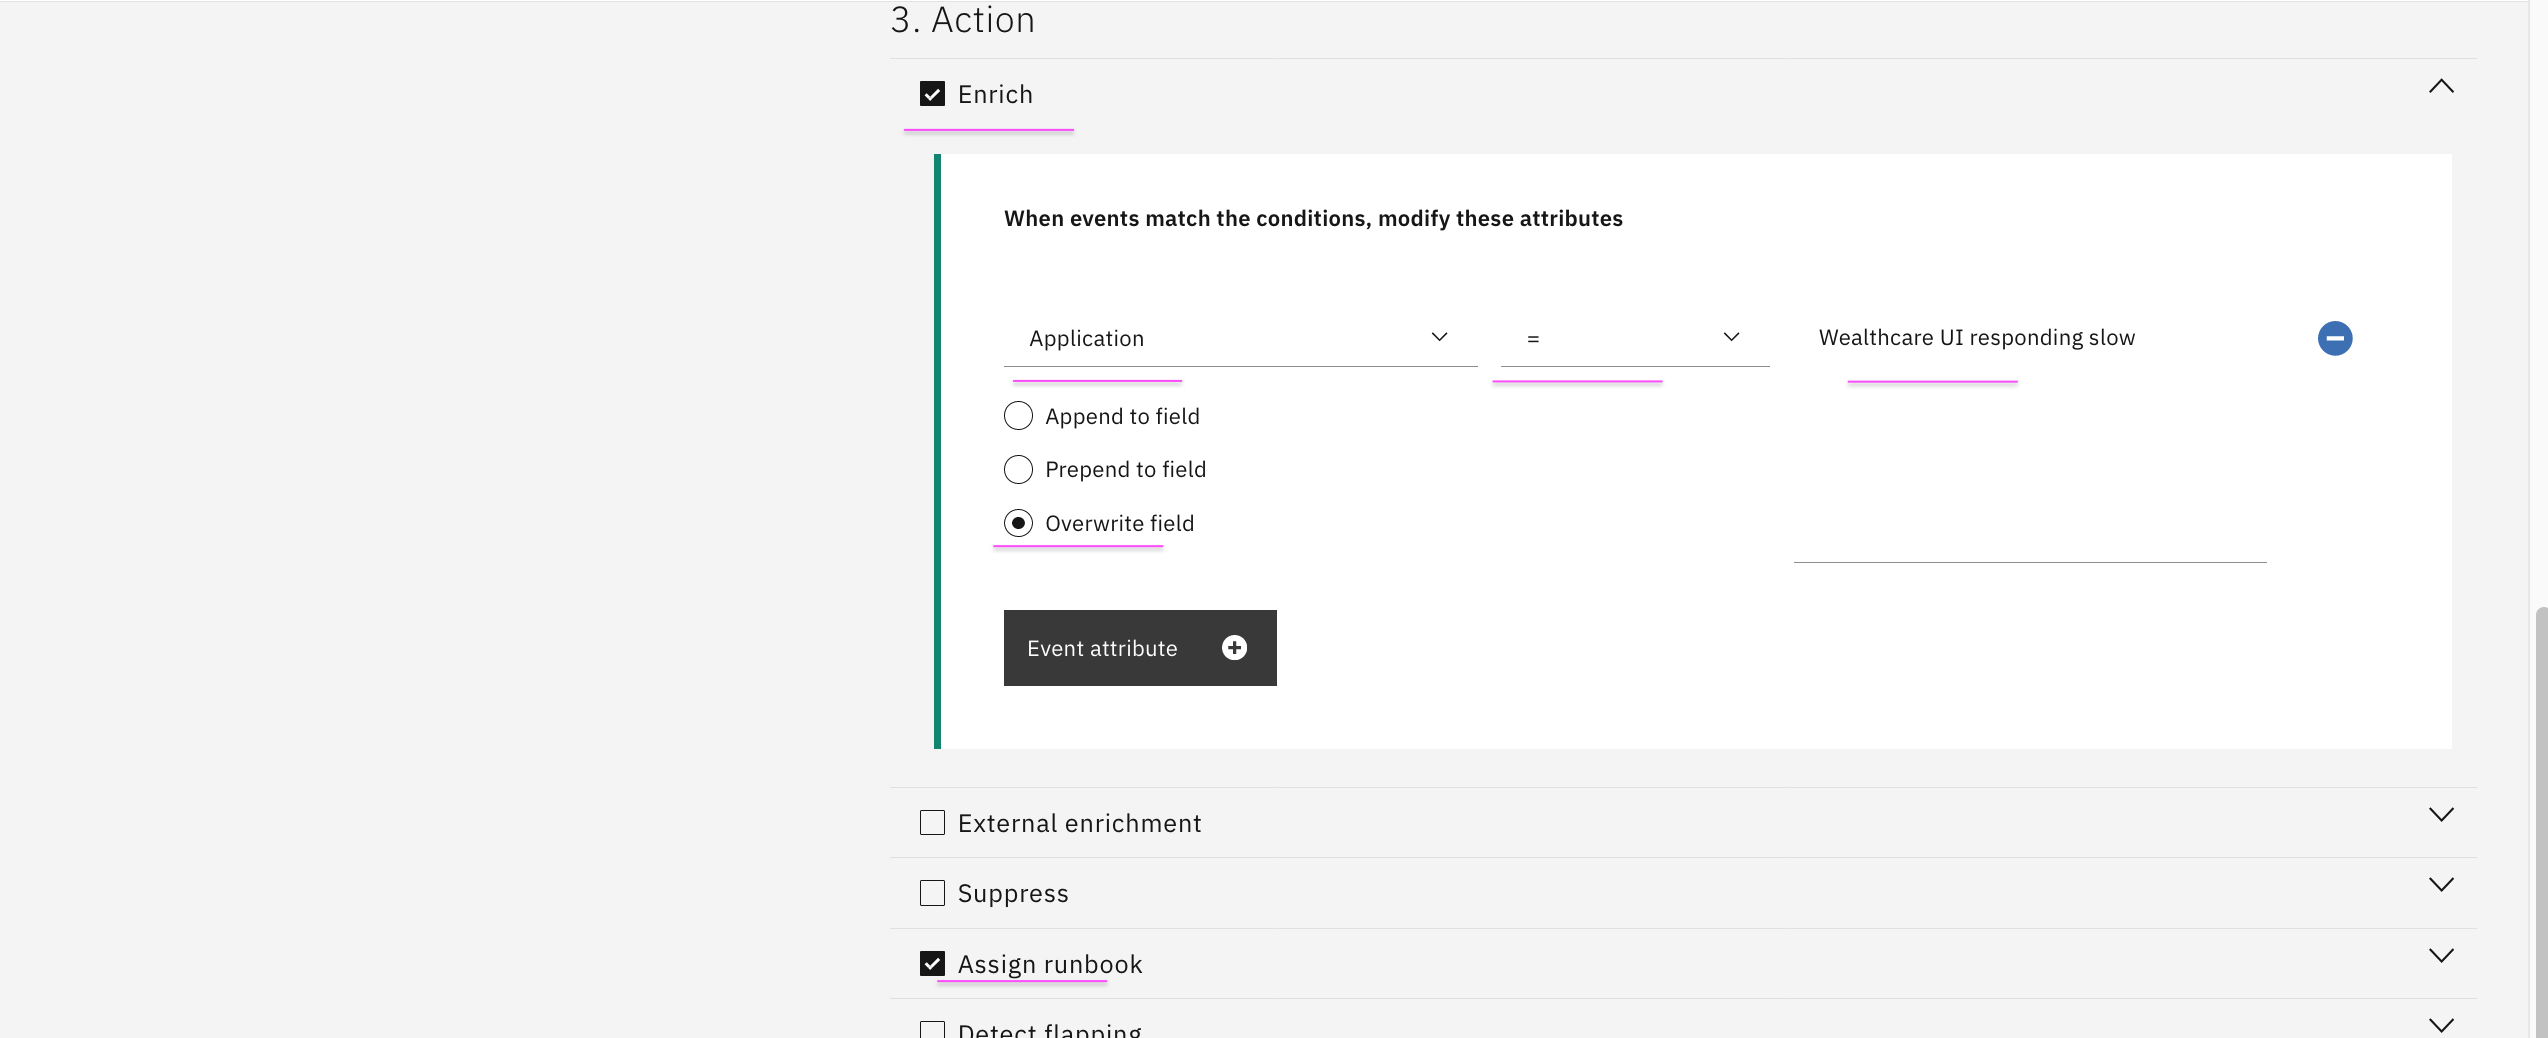 3. Action
Enrich
When events match the conditions, modify these attributes
Application
=
Wealthcare UI responding slow
Append to field
Prepend to field
Overwrite field
Event attribute
External enrichment
Suppress
Assign runbook
Detect flapping